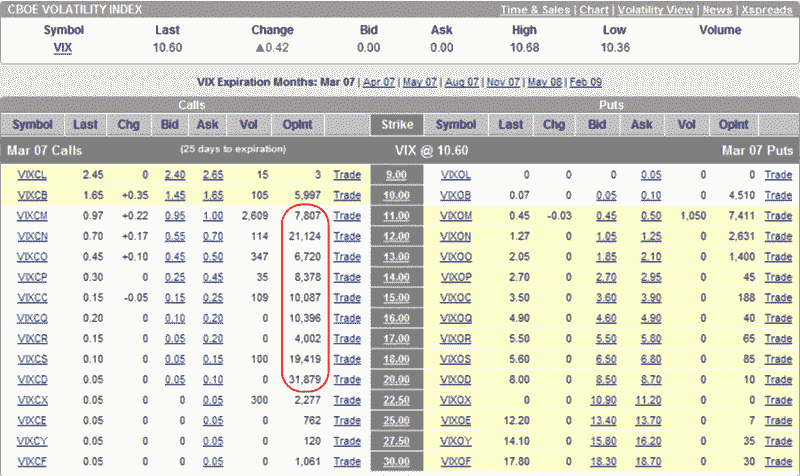 CBOE VOLATILITY INDEX Time & Sales | Chart | Volatility View | News | Xspreads
Symbol Last Change Bid Ask High Low Volume
VIX 10.60 ▲0.42 0.00 0.00 10.68 10.36
VIX Expiration Months: Mar 07 | Apr 07 | May 07 | Aug 07 | Nov 07 | May 08 | Feb 09
Calls Puts
Symbol Last Chg Bid Ask Vol OpInt Strike Symbol Last Chg Bid Ask Vol OpInt
Mar 07 Calls (25 days to expiration) VIX @ 10.60 Mar 07 Puts
VIXCL 2.45 0 2.40 2.65 15 3 Trade 9.00 VIXOL 0 0 0.05 0 0 Trade
VIXCB 1.65 +0.35 1.45 1.65 105 5,997 Trade 10.00 VIXOB 0.07 0 0.05 0.10 0 4,510 Trade
VIXCM 0.97 +0.22 0.95 1.00 2,609 7,807 Trade 11.00 VIXOM 0.45 -0.03 0.45 0.50 1,050 7,411 Trade
VIXCN 0.70 +0.17 0.55 0.70 114 21,124 Trade 12.00 VIXON 1.27 0 1.05 1.25 0 2,631 Trade
VIXCO 0.45 +0.10 0.45 0.50 347 6,720 Trade 13.00 VIXOO 2.05 0 1.85 2.10 0 1,400 Trade
VIXCP 0.30 0 0.25 0.45 35 8,378 Trade 14.00 VIXOP 2.70 0 2.70 2.95 0 45 Trade
VIXCC 0.15 -0.05 0.15 0.25 109 10,087 Trade 15.00 VIXOC 3.50 0 3.60 3.90 0 188 Trade
VIXCQ 0.20 0 0.10 0.20 0 10,396 Trade 16.00 VIXOQ 4.90 0 4.60 4.90 0 40 Trade
VIXCR 0.15 0 0.05 0.20 0 4,002 Trade 17.00 VIXOR 5.50 0 5.50 5.80 0 65 Trade
VIXCS 0.10 0 0.05 0.15 100 19,419 Trade 18.00 VIXOS 5.60 0 6.50 6.80 0 85 Trade
VIXCD 0.05 0 0.05 0.10 0 31,879 Trade 20.00 VIXOD 8.00 0 8.50 8.70 0 10 Trade
VIXCX 0.05 0 0.05 300 2,277 Trade 22.50 VIXOX 0 10.90 11.20 0 0 Trade
VIXCE 0.05 0 0.05 0 762 Trade 25.00 VIXOE 12.20 0 13.40 13.70 0 7 Trade
VIXCY 0.05 0 0.05 0 120 Trade 27.50 VIXOY 14.10 0 15.80 16.20 0 35 Trade
VIXCF 0.05 0 0.05 0 1,061 Trade 30.00 VIXOF 17.80 0 18.30 18.70 0 30 Trade